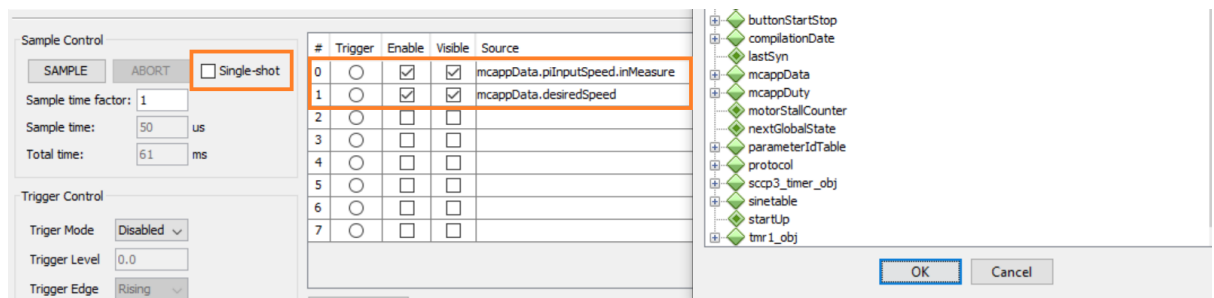 Sample Control
SAMPLE ABORT Single-shot
Sample time factor: 1
Sample time: 50 us
Total time: 61 ms
Trigger Control
Triger Mode Disabled
Trigger Level 0.0
Trigger Edge Rising
# Trigger Enable Visible Source
0 mcappData.piInputSpeed.inMeasure
1 mcappData.desiredSpeed
2
3
4
5
6
7
buttonStartStop
compilationDate
lastSyn
mcappData
mcappDuty
motorStallCounter
nextGlobalState
parameterIdTable
protocol
sccp3_timer_obj
sinetable
startUp
tmr1_obj
OK Cancel